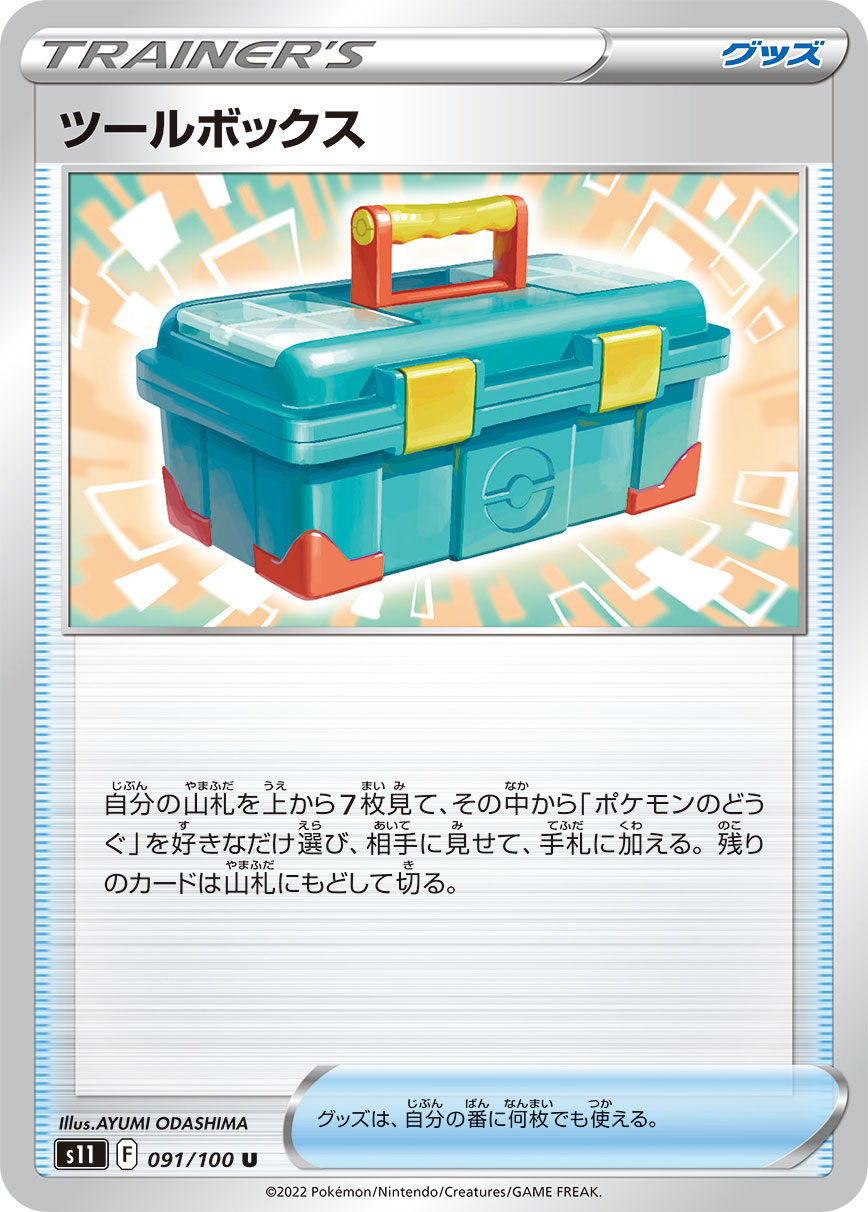 TRAINER'S
グッズ
ツールボックス
自分の山札を上から7枚見て、その中から「ポケモンのどう
ぐ」を好きなだけ選び、相手に見せて、手札に加える。残り
のカードは山札にもどして切る。
Illus.AYUMI ODASHIMA
グッズは、自分の番に何枚でも使える。
s11 F 091/100 U
©2022 Pokémon/Nintendo/Creatures/GAME FREAK.